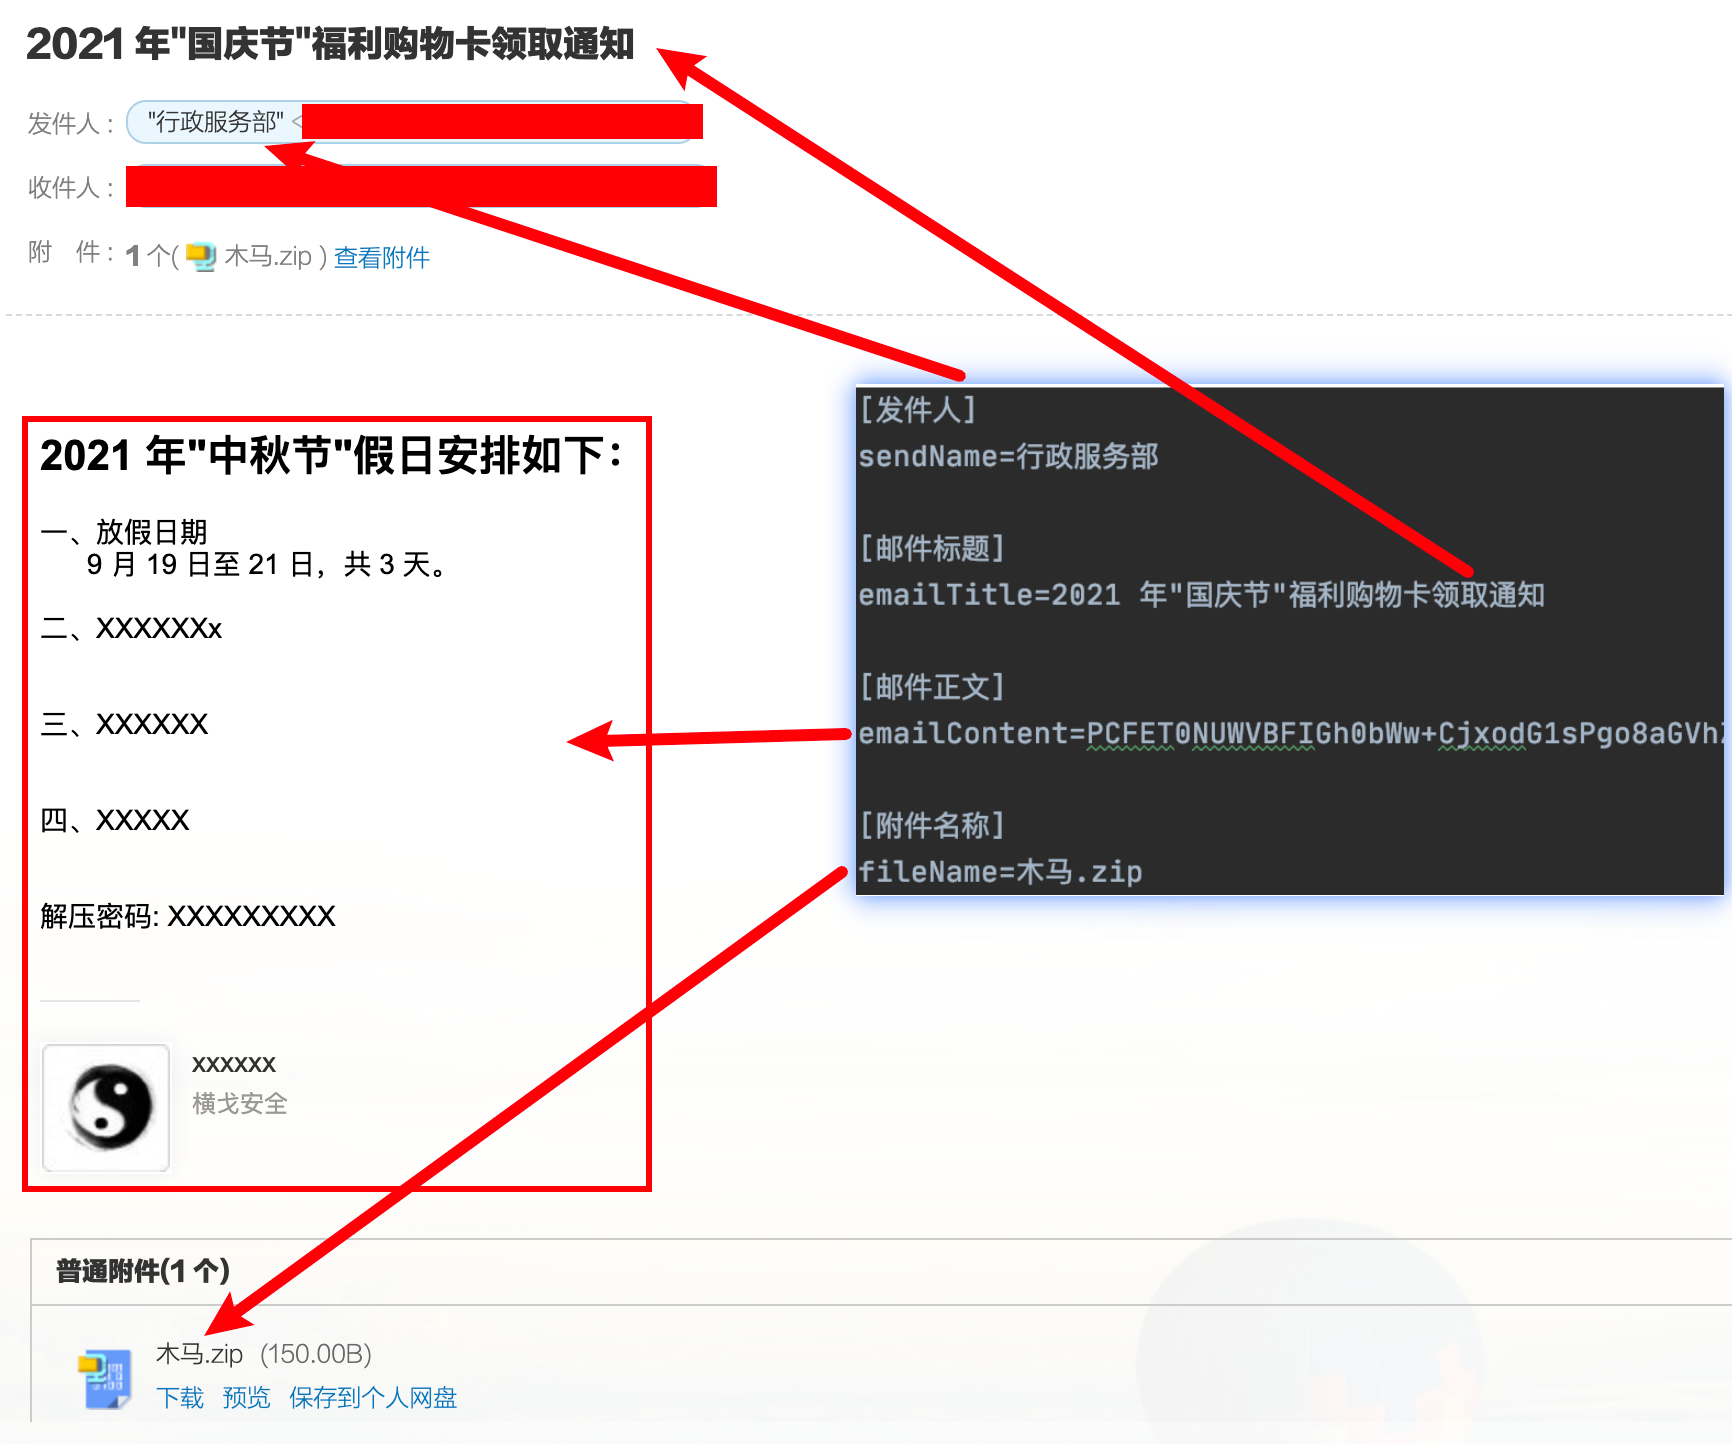 2021 年"国庆节"福利购物卡领取通知
发件人：
"行政服务部" <
收件人：
附 件： 1 个( 木马.zip ) 查看附件
2021 年"中秋节"假日安排如下：
一、放假日期
9 月 19 日至 21 日，共 3 天。
二、XXXXXXx
三、XXXXXX
四、XXXXX
解压密码: XXXXXXXXX
xxxxxx
横戈安全
[发件人]
sendName=行政服务部
[邮件标题]
emailTitle=2021 年"国庆节"福利购物卡领取通知
[邮件正文]
emailContent=PCFET0NUWVBFIGh0bWw+CjxodG1sPgo8aGVh
[附件名称]
fileName=木马.zip
普通附件(1 个)
木马.zip (150.00B)
下载 预览 保存到个人网盘